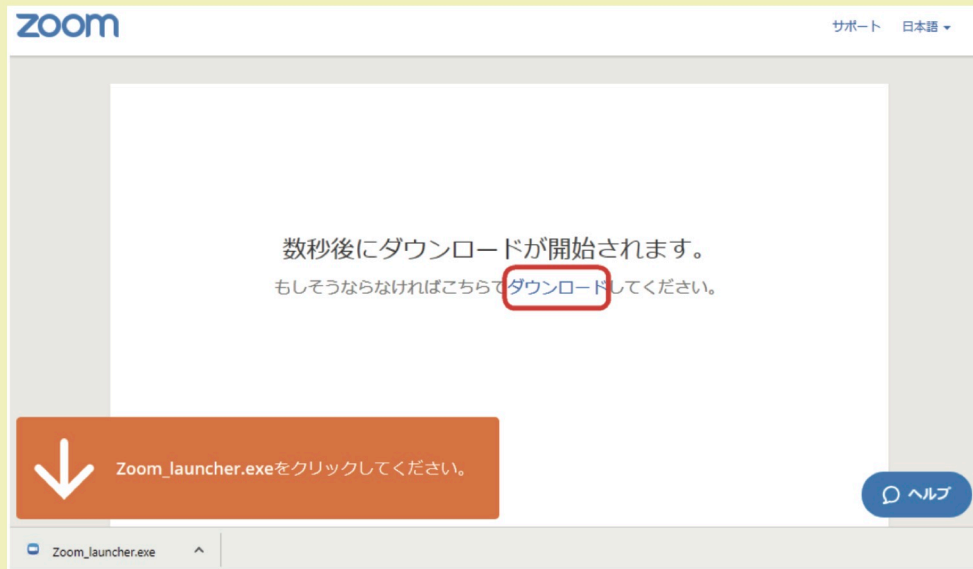 zoom
サポート 日本語
数秒後にダウンロードが開始されます。
もしそうならなければこちらでダウンロードしてください。
Zoom_launcher.exeをクリックしてください。
ヘルプ
Zoom_launcher.exe